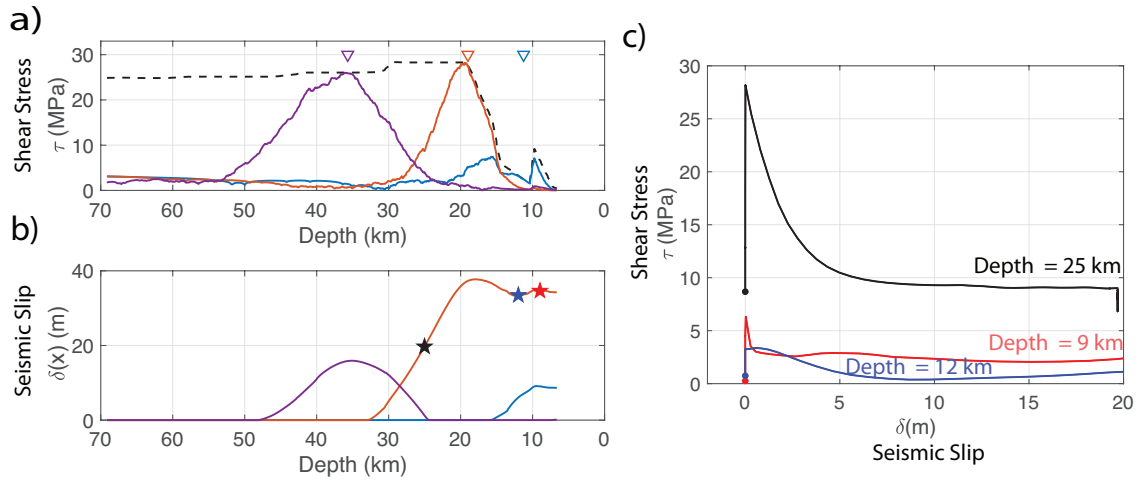 a)
Shear Stress
τ (MPa)
30
20
10
0
70 60 50 40 30 20 10 0
Depth (km)
b)
Seismic Slip
δ(x) (m)
40
20
0
70 60 50 40 30 20 10 0
Depth (km)
c)
Shear Stress
τ (MPa)
30
25
20
15
10
5
0
Depth = 25 km
Depth = 9 km
Depth = 12 km
0 5 10 15 20
δ(m)
Seismic Slip